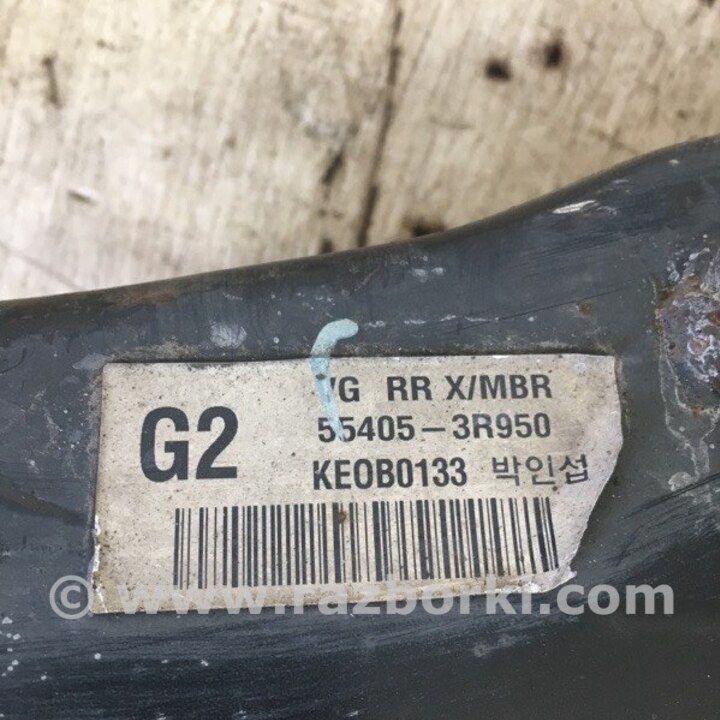 VG RR X/MBR
G2
55405-3R950
KEOB0133 박인섭
© www.razborki.com